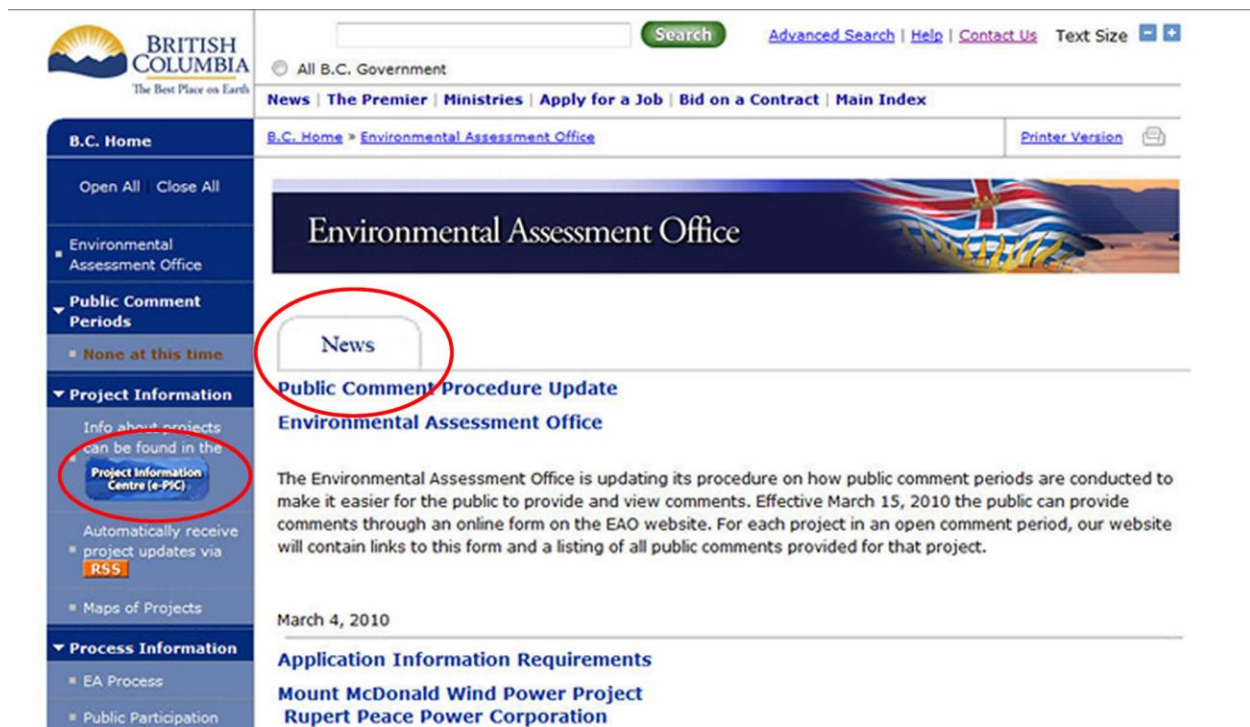 BRITISH
COLUMBIA
The Best Place on Earth
Search
Advanced Search | Help | Contact Us Text Size
All B.C. Government
News | The Premier | Ministries | Apply for a Job | Bid on a Contract | Main Index
B.C. Home
Open All | Close All
Environmental
Assessment Office
Public Comment
Periods
None at this time
Project Information
Info about projects
can be found in the
Project Information
Centre (e-PIC)
Automatically receive
project updates via
RSS
Maps of Projects
Process Information
EA Process
Public Participation
B.C. Home » Environmental Assessment Office
Printer Version
Environmental Assessment Office
News
Public Comment Procedure Update
Environmental Assessment Office
The Environmental Assessment Office is updating its procedure on how public comment periods are conducted to
make it easier for the public to provide and view comments. Effective March 15, 2010 the public can provide
comments through an online form on the EAO website. For each project in an open comment period, our website
will contain links to this form and a listing of all public comments provided for that project.
March 4, 2010
Application Information Requirements
Mount McDonald Wind Power Project
Rupert Peace Power Corporation